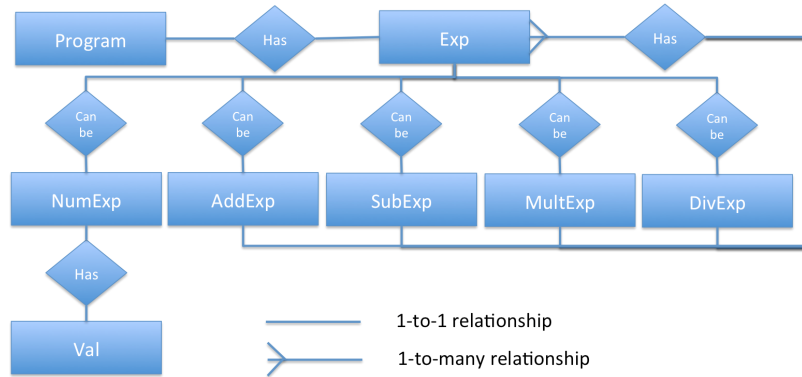 Program
Has
Exp
Has
Can
be
Can
be
Can
be
Can
be
Can
be
NumExp
AddExp
SubExp
MultExp
DivExp
Has
Val
1-to-1 relationship
1-to-many relationship